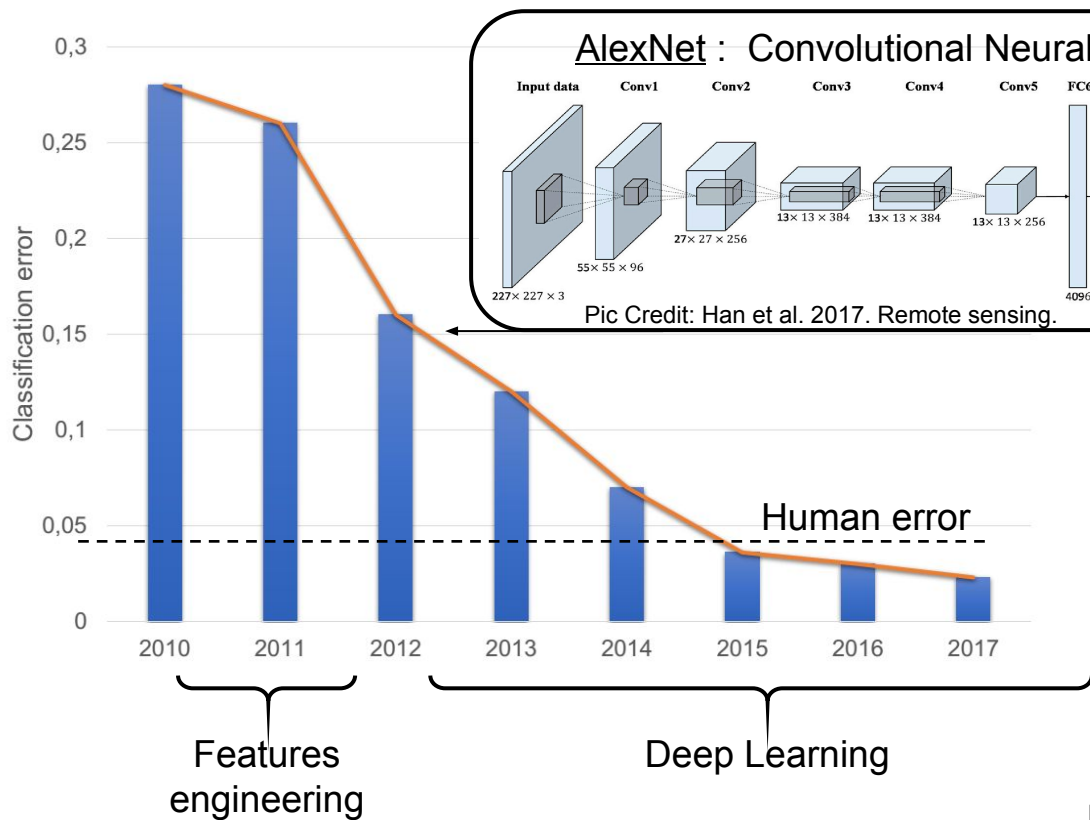 0,3
0,25
0,2
0,15
0,1
0,05
0
Classification error
AlexNet : Convolutional Neural
Input data Conv1 Conv2 Conv3 Conv4 Conv5 FC6
227× 227 × 3
55× 55 × 96
27× 27 × 256
13× 13 × 384
13× 13 × 384
13× 13 × 256
4096
Pic Credit: Han et al. 2017. Remote sensing.
Human error
2010 2011 2012 2013 2014 2015 2016 2017
Features
engineering
Deep Learning